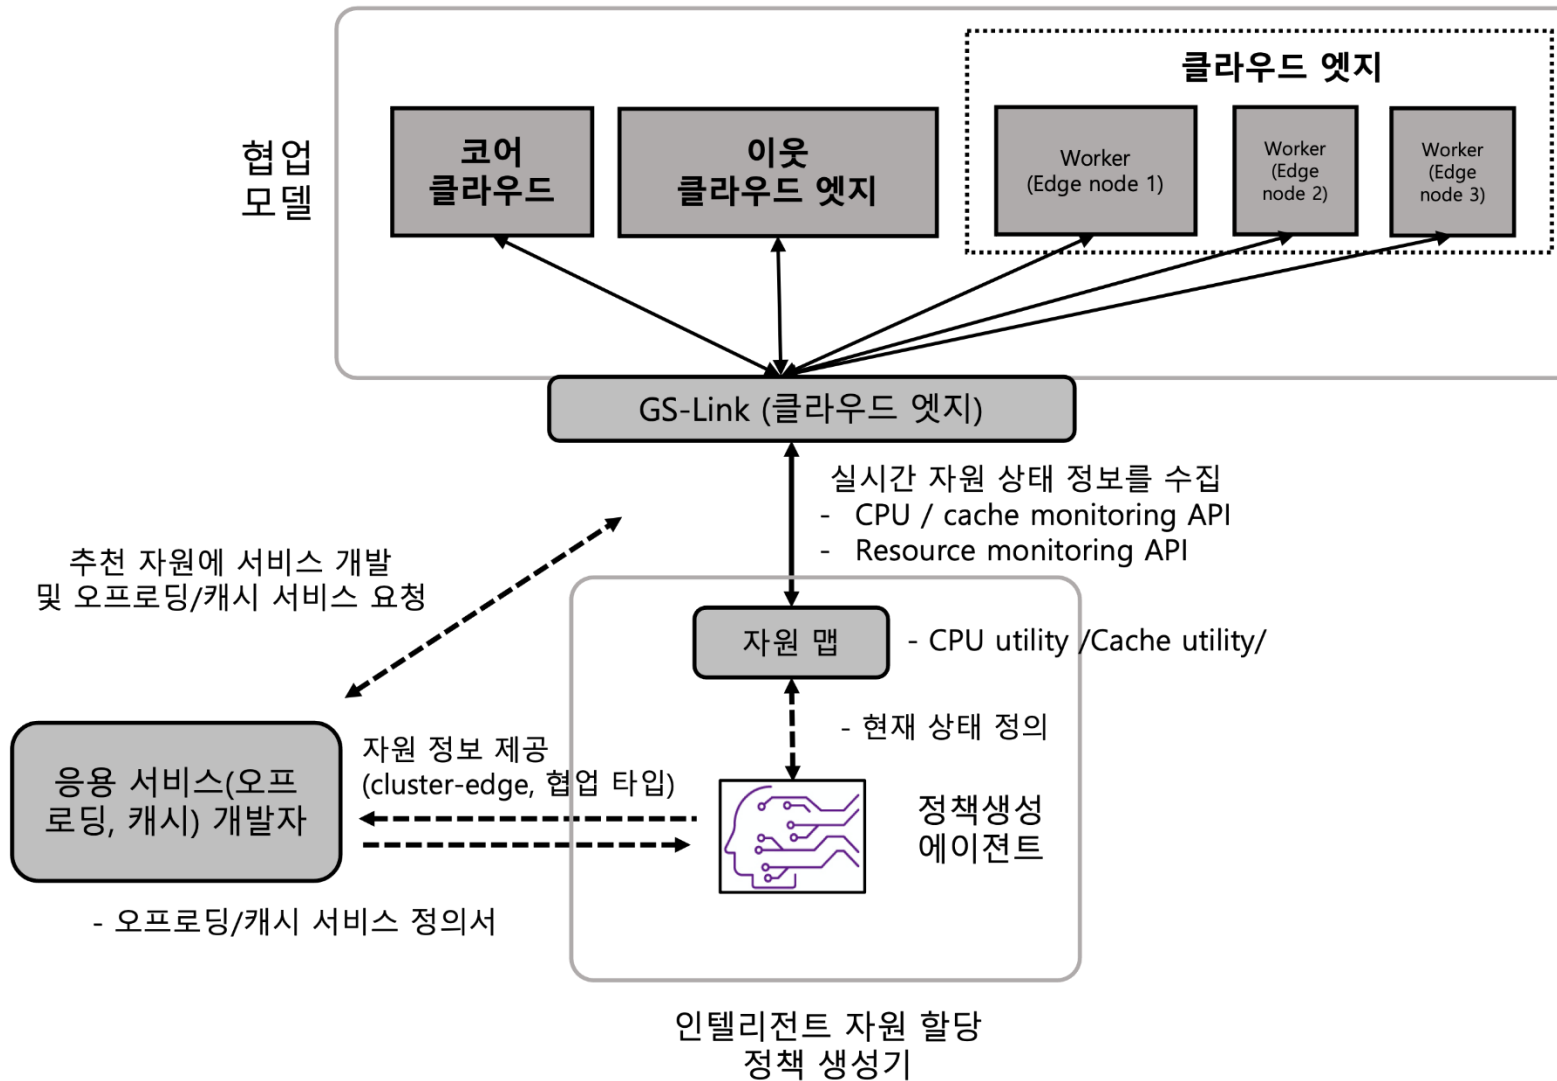 클라우드 엣지
협업
모델
코어
클라우드
이웃
클라우드 엣지
Worker
(Edge node 1)
Worker
(Edge
node 2)
Worker
(Edge
node 3)
GS-Link (클라우드 엣지)
실시간 자원 상태 정보를 수집
- CPU / cache monitoring API
- Resource monitoring API
추천 자원에 서비스 개발
및 오프로딩/캐시 서비스 요청
자원 맵
- CPU utility /Cache utility/
- 현재 상태 정의
자원 정보 제공
(cluster-edge, 협업 타입)
응용 서비스(오프
로딩, 캐시) 개발자
정책생성
에이젼트
- 오프로딩/캐시 서비스 정의서
인텔리전트 자원 할당
정책 생성기